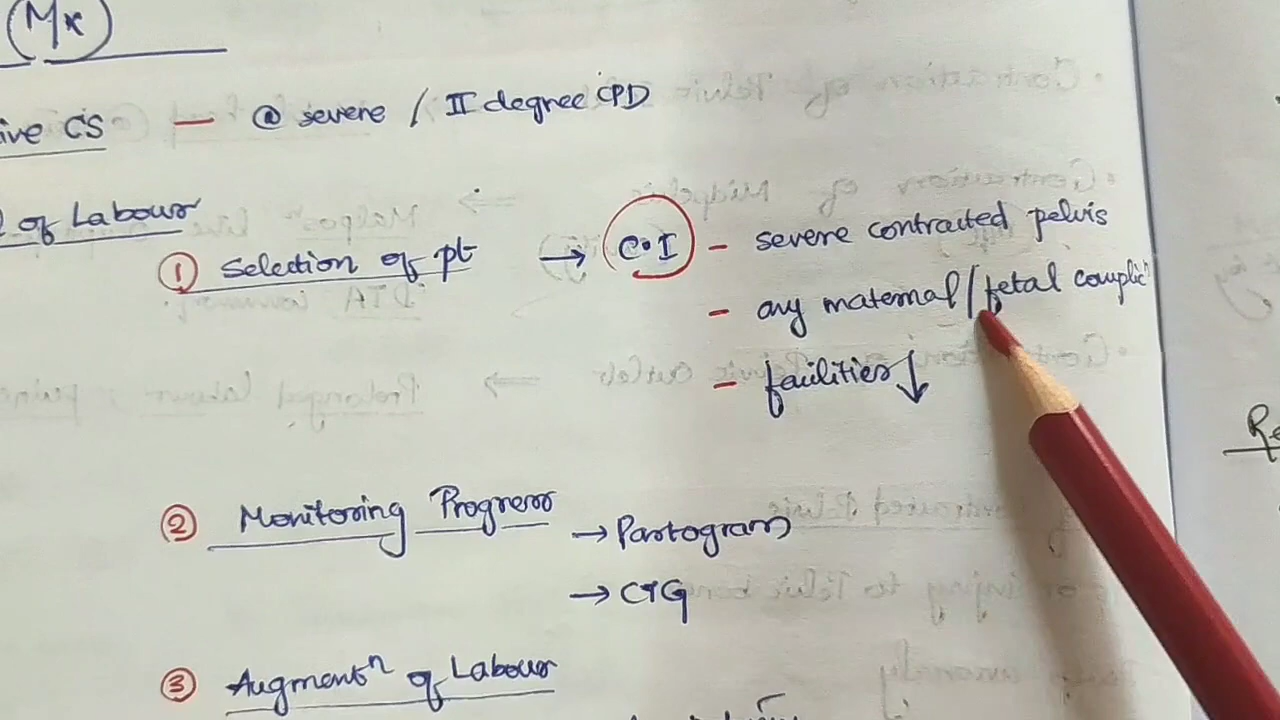 Mx
ive CS — @ severe / II degree CPD
l of Labour
① Selection of pt → C.I - severe contracted pelvis
- any maternal / fetal complicⁿ
- facilities ↓
② Monitoring Progress → Partogram
→ CTG
③ Augmentⁿ of Labour